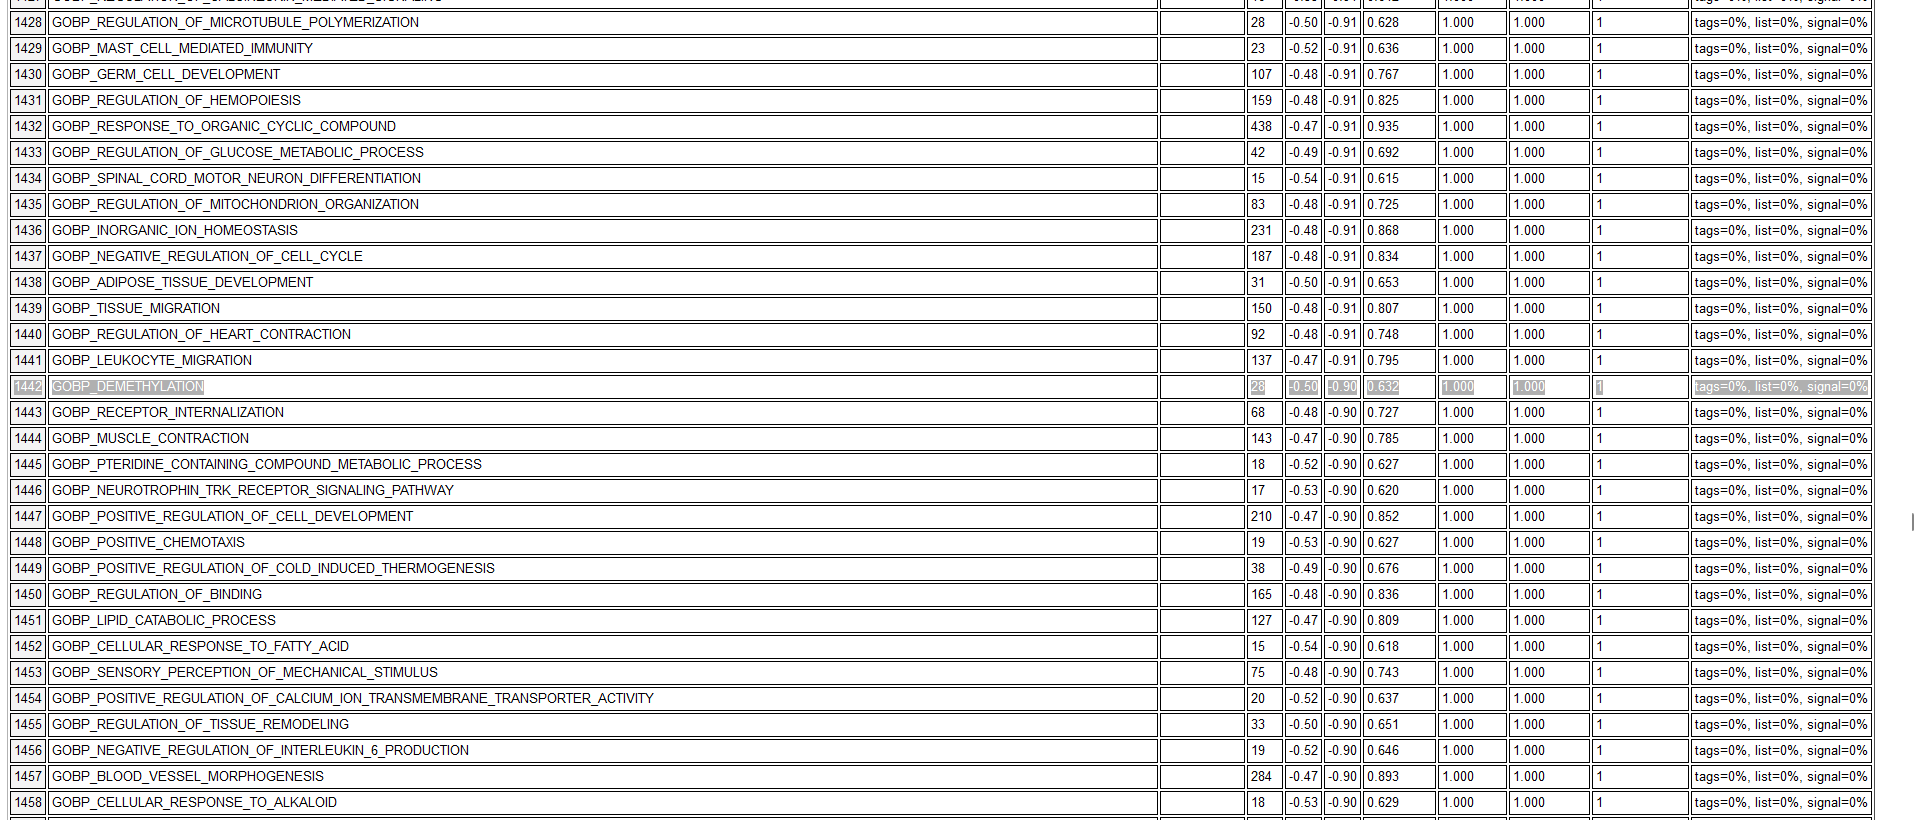 1428 GOBP_REGULATION_OF_MICROTUBULE_POLYMERIZATION 28 -0.50 -0.91 0.628 1.000 1.000 1 tags=0%, list=0%, signal=0%
1429 GOBP_MAST_CELL_MEDIATED_IMMUNITY 23 -0.52 -0.91 0.636 1.000 1.000 1 tags=0%, list=0%, signal=0%
1430 GOBP_GERM_CELL_DEVELOPMENT 107 -0.48 -0.91 0.767 1.000 1.000 1 tags=0%, list=0%, signal=0%
1431 GOBP_REGULATION_OF_HEMOPOIESIS 159 -0.48 -0.91 0.825 1.000 1.000 1 tags=0%, list=0%, signal=0%
1432 GOBP_RESPONSE_TO_ORGANIC_CYCLIC_COMPOUND 438 -0.47 -0.91 0.935 1.000 1.000 1 tags=0%, list=0%, signal=0%
1433 GOBP_REGULATION_OF_GLUCOSE_METABOLIC_PROCESS 42 -0.49 -0.91 0.692 1.000 1.000 1 tags=0%, list=0%, signal=0%
1434 GOBP_SPINAL_CORD_MOTOR_NEURON_DIFFERENTIATION 15 -0.54 -0.91 0.615 1.000 1.000 1 tags=0%, list=0%, signal=0%
1435 GOBP_REGULATION_OF_MITOCHONDRION_ORGANIZATION 83 -0.48 -0.91 0.725 1.000 1.000 1 tags=0%, list=0%, signal=0%
1436 GOBP_INORGANIC_ION_HOMEOSTASIS 231 -0.48 -0.91 0.868 1.000 1.000 1 tags=0%, list=0%, signal=0%
1437 GOBP_NEGATIVE_REGULATION_OF_CELL_CYCLE 187 -0.48 -0.91 0.834 1.000 1.000 1 tags=0%, list=0%, signal=0%
1438 GOBP_ADIPOSE_TISSUE_DEVELOPMENT 31 -0.50 -0.91 0.653 1.000 1.000 1 tags=0%, list=0%, signal=0%
1439 GOBP_TISSUE_MIGRATION 150 -0.48 -0.91 0.807 1.000 1.000 1 tags=0%, list=0%, signal=0%
1440 GOBP_REGULATION_OF_HEART_CONTRACTION 92 -0.48 -0.91 0.748 1.000 1.000 1 tags=0%, list=0%, signal=0%
1441 GOBP_LEUKOCYTE_MIGRATION 137 -0.47 -0.91 0.795 1.000 1.000 1 tags=0%, list=0%, signal=0%
1442 GOBP_DEMETHYLATION 28 -0.50 -0.90 0.632 1.000 1.000 1 tags=0%, list=0%, signal=0%
1443 GOBP_RECEPTOR_INTERNALIZATION 68 -0.48 -0.90 0.727 1.000 1.000 1 tags=0%, list=0%, signal=0%
1444 GOBP_MUSCLE_CONTRACTION 143 -0.47 -0.90 0.785 1.000 1.000 1 tags=0%, list=0%, signal=0%
1445 GOBP_PTERIDINE_CONTAINING_COMPOUND_METABOLIC_PROCESS 18 -0.52 -0.90 0.627 1.000 1.000 1 tags=0%, list=0%, signal=0%
1446 GOBP_NEUROTROPHIN_TRK_RECEPTOR_SIGNALING_PATHWAY 17 -0.53 -0.90 0.620 1.000 1.000 1 tags=0%, list=0%, signal=0%
1447 GOBP_POSITIVE_REGULATION_OF_CELL_DEVELOPMENT 210 -0.47 -0.90 0.852 1.000 1.000 1 tags=0%, list=0%, signal=0%
1448 GOBP_POSITIVE_CHEMOTAXIS 19 -0.53 -0.90 0.627 1.000 1.000 1 tags=0%, list=0%, signal=0%
1449 GOBP_POSITIVE_REGULATION_OF_COLD_INDUCED_THERMOGENESIS 38 -0.49 -0.90 0.676 1.000 1.000 1 tags=0%, list=0%, signal=0%
1450 GOBP_REGULATION_OF_BINDING 165 -0.48 -0.90 0.836 1.000 1.000 1 tags=0%, list=0%, signal=0%
1451 GOBP_LIPID_CATABOLIC_PROCESS 127 -0.47 -0.90 0.809 1.000 1.000 1 tags=0%, list=0%, signal=0%
1452 GOBP_CELLULAR_RESPONSE_TO_FATTY_ACID 15 -0.54 -0.90 0.618 1.000 1.000 1 tags=0%, list=0%, signal=0%
1453 GOBP_SENSORY_PERCEPTION_OF_MECHANICAL_STIMULUS 75 -0.48 -0.90 0.743 1.000 1.000 1 tags=0%, list=0%, signal=0%
1454 GOBP_POSITIVE_REGULATION_OF_CALCIUM_ION_TRANSMEMBRANE_TRANSPORTER_ACTIVITY 20 -0.52 -0.90 0.637 1.000 1.000 1 tags=0%, list=0%, signal=0%
1455 GOBP_REGULATION_OF_TISSUE_REMODELING 33 -0.50 -0.90 0.651 1.000 1.000 1 tags=0%, list=0%, signal=0%
1456 GOBP_NEGATIVE_REGULATION_OF_INTERLEUKIN_6_PRODUCTION 19 -0.52 -0.90 0.646 1.000 1.000 1 tags=0%, list=0%, signal=0%
1457 GOBP_BLOOD_VESSEL_MORPHOGENESIS 284 -0.47 -0.90 0.893 1.000 1.000 1 tags=0%, list=0%, signal=0%
1458 GOBP_CELLULAR_RESPONSE_TO_ALKALOID 18 -0.53 -0.90 0.629 1.000 1.000 1 tags=0%, list=0%, signal=0%